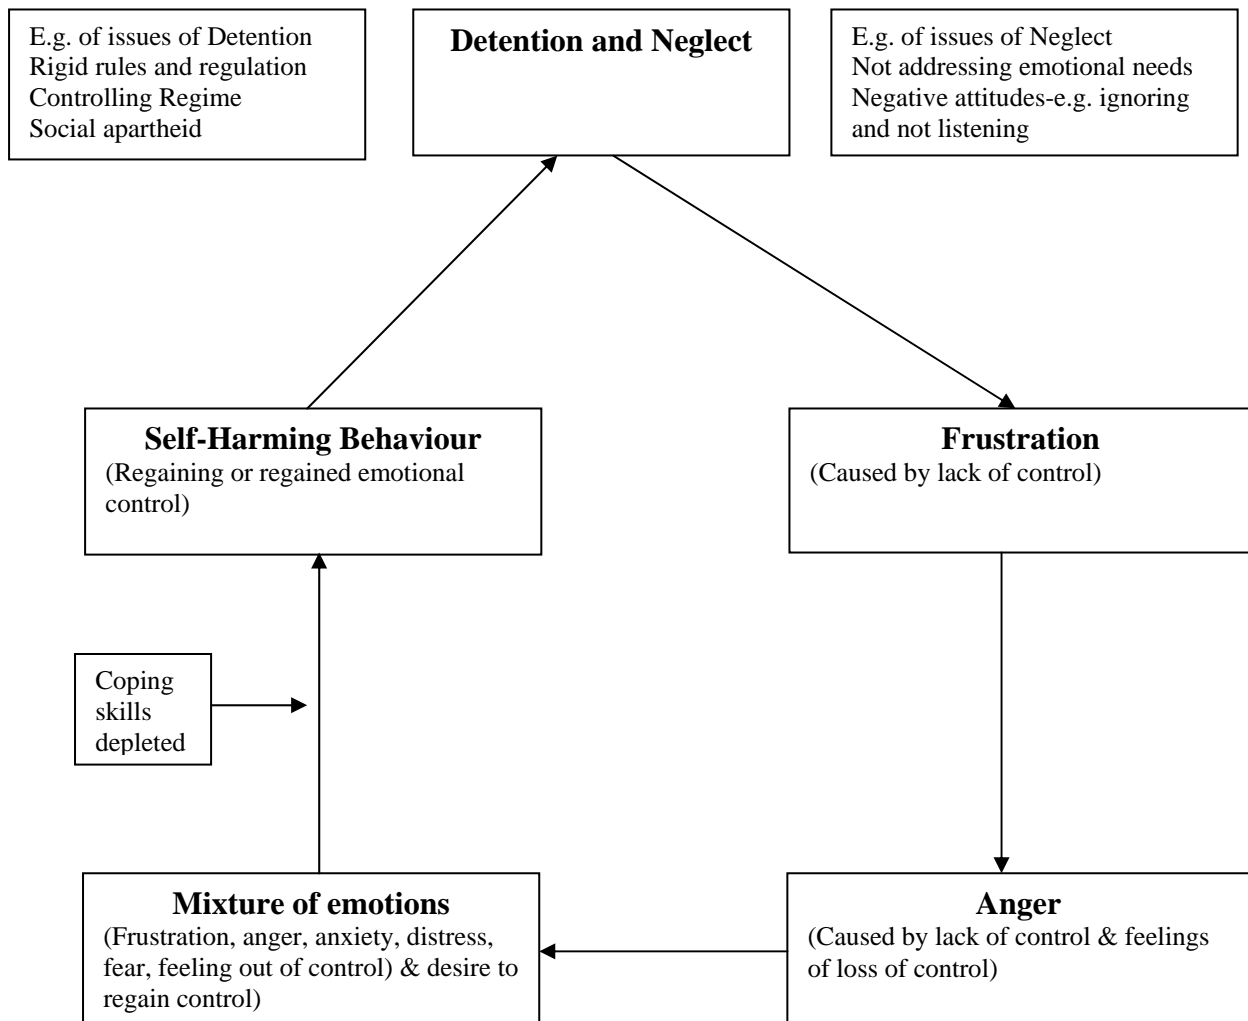 E.g. of issues of Detention
Rigid rules and regulation
Controlling Regime
Social apartheid
Detention and Neglect
E.g. of issues of Neglect
Not addressing emotional needs
Negative attitudes-e.g. ignoring
and not listening
Self-Harming Behaviour
(Regaining or regained emotional
control)
Frustration
(Caused by lack of control)
Coping
skills
depleted
Mixture of emotions
(Frustration, anger, anxiety, distress,
fear, feeling out of control) & desire to
regain control)
Anger
(Caused by lack of control & feelings
of loss of control)